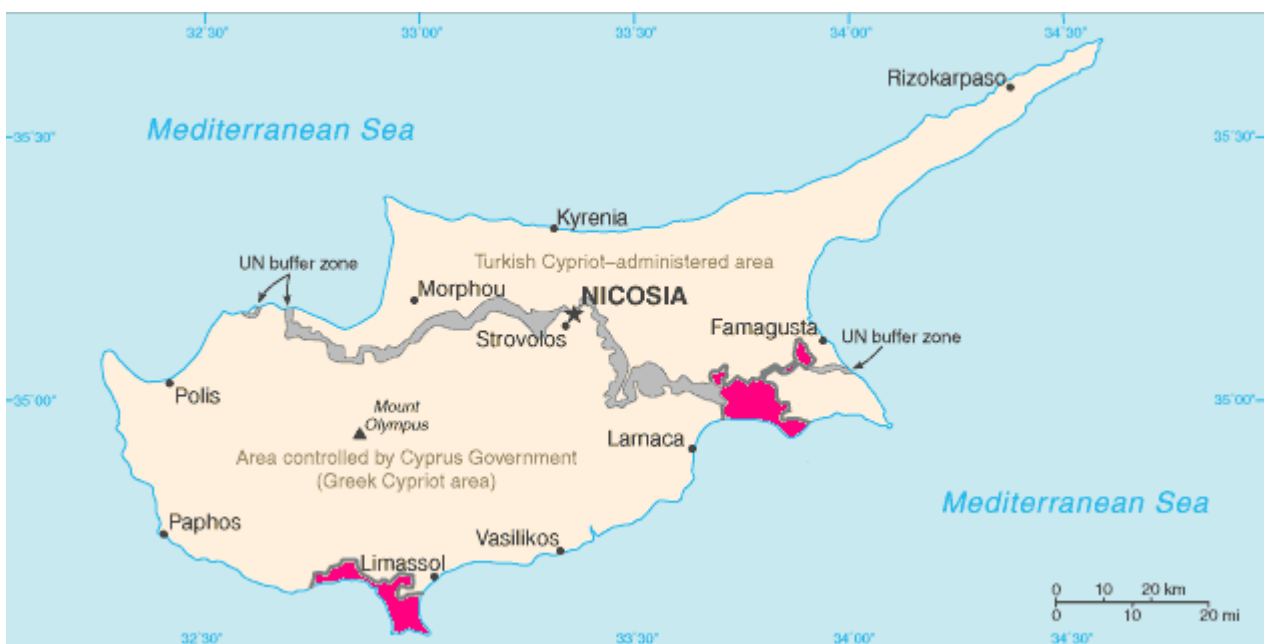 32˚30"
33˚00"
33˚30"
34˚00"
34˚30"
Rizokarpaso
Mediterranean Sea
35˚30"
35˚30"
Kyrenia
UN buffer zone
Turkish Cypriot–administered area
Morphou
NICOSIA
Strovolos
Famagusta
UN buffer zone
Polis
35˚00"
35˚00"
Mount
Olympus
Larnaca
Area controlled by Cyprus Government
(Greek Cypriot area)
Mediterranean Sea
Paphos
Vasilikos
Limassol
0 10 20 km
0 10 20 mi
32˚30"
33˚00"
33˚30"
34˚00"
34˚30"